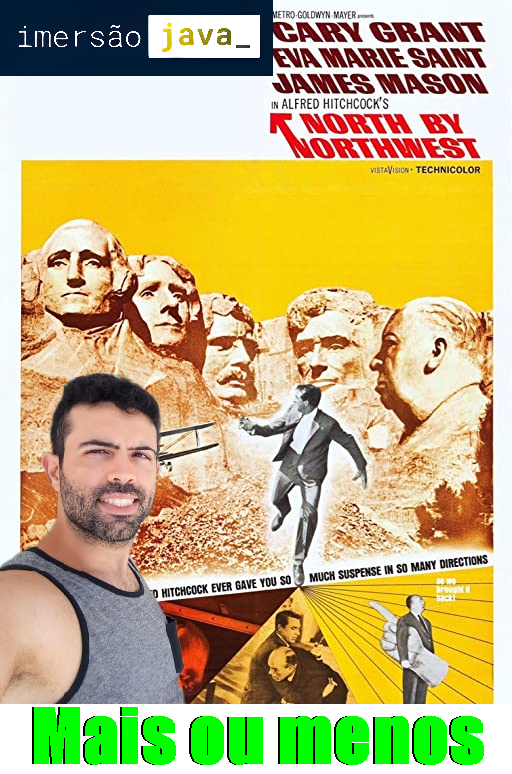 imersão java_
METRO-GOLDWYN-MAYER presents
CARY GRANT
EVA MARIE SAINT
JAMES MASON
IN ALFRED HITCHCOCK'S
NORTH BY
NORTHWEST
VISTAVISION® TECHNICOLOR
D HITCHCOCK EVER GAVE YOU SO MUCH SUSPENSE IN SO MANY DIRECTIONS
so we
brought it
back!
Mais ou menos